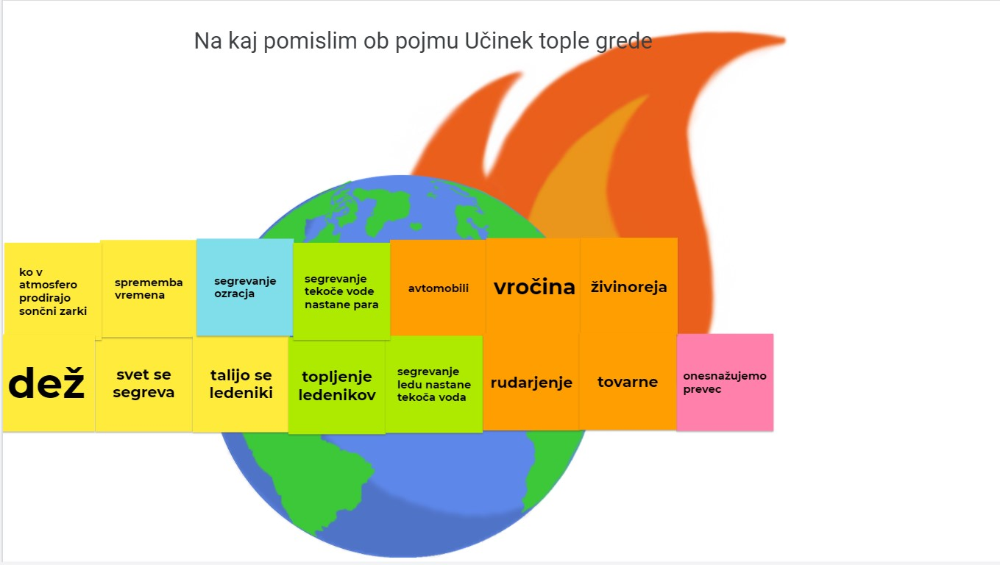 Na kaj pomislim ob pojmu Učinek tople grede
ko v
atmosfero
prodirajo
sončni zarki
sprememba
vremena
segrevanje
ozracja
segrevanje
tekoče vode
nastane para
avtomobili
vročina
živinoreja
dež
svet se
segreva
talijo se
ledeniki
topljenje
ledenikov
segrevanje
ledu nastane
tekoča voda
rudarjenje
tovarne
onesnažujemo
prevec